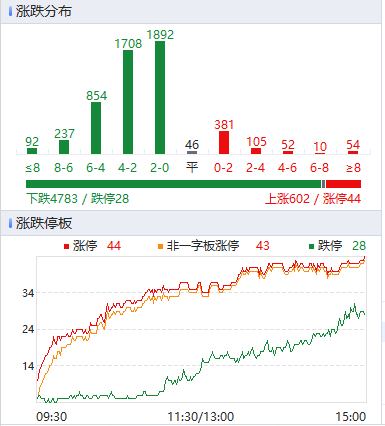 涨跌分布
92 237 854 1708 1892 46 381 105 52 10 54
≤8 8-6 6-4 4-2 2-0 平 0-2 2-4 4-6 6-8 ≥8
下跌4783 / 跌停28 上涨602 / 涨停44
涨跌停板
涨停 44 非一字板涨停 43 跌停 28
34
24
14
09:30 11:30/13:00 15:00